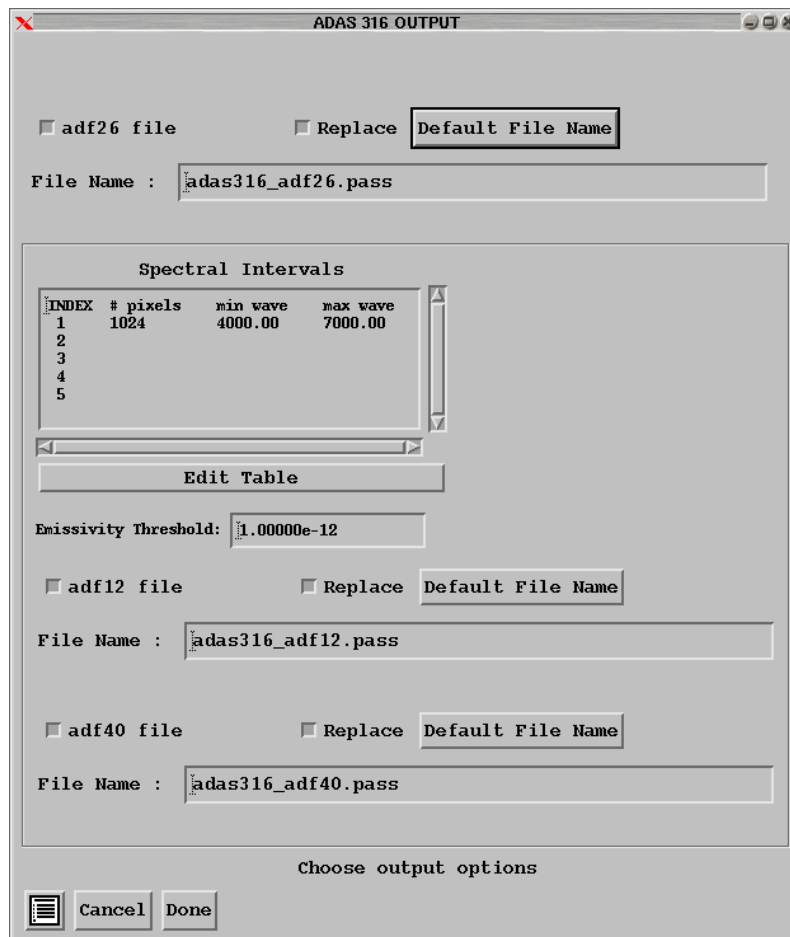 ADAS 316 OUTPUT
adf26 file Replace Default File Name
File Name : adas316_adf26.pass
Spectral Intervals
INDEX # pixels min wave max wave
1 1024 4000.00 7000.00
2
3
4
5
Edit Table
Emissivity Threshold: 1.00000e-12
adf12 file Replace Default File Name
File Name : adas316_adf12.pass
adf40 file Replace Default File Name
File Name : adas316_adf40.pass
Choose output options
Cancel Done